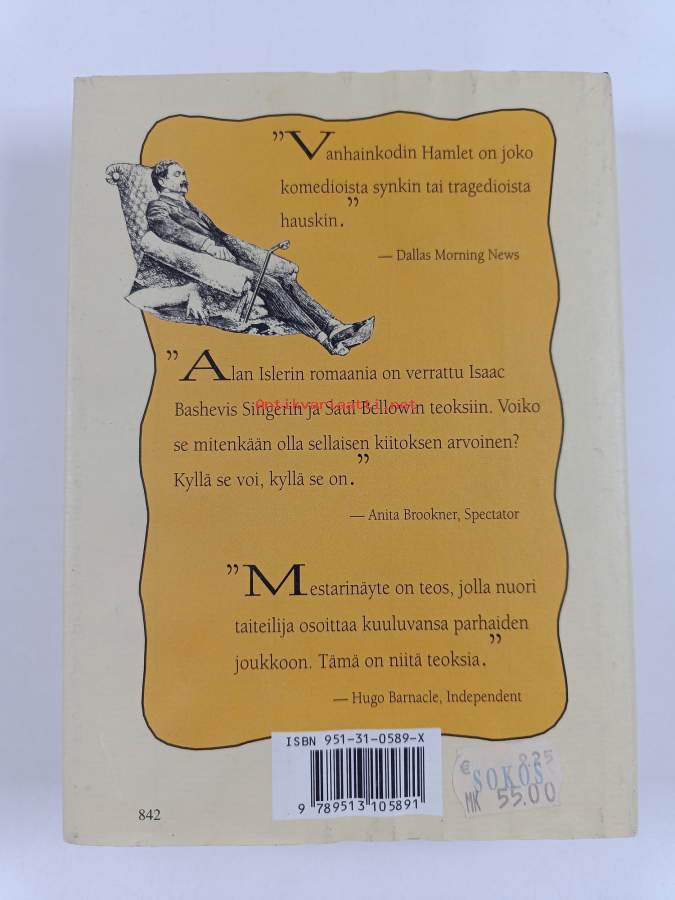 ”Vanhainkodin Hamlet on joko
komedioista synkin tai tragedioista
hauskin.”
— Dallas Morning News
”Alan Islerin romaania on verrattu Isaac
Bashevis Singerin ja Saul Bellowin teoksiin. Voiko
Antikvariaatti.net
se mitenkään olla sellaisen kiitoksen arvoinen?
Kyllä se voi, kyllä se on.”
— Anita Brookner, Spectator
”Mestarinäyte on teos, jolla nuori
taiteilija osoittaa kuuluvansa parhaiden
joukkoon. Tämä on niitä teoksia.”
— Hugo Barnacle, Independent
ISBN 951-31-0589-X
9 789513 105891
€ 9.25
SOKOS
MK 55.00
842